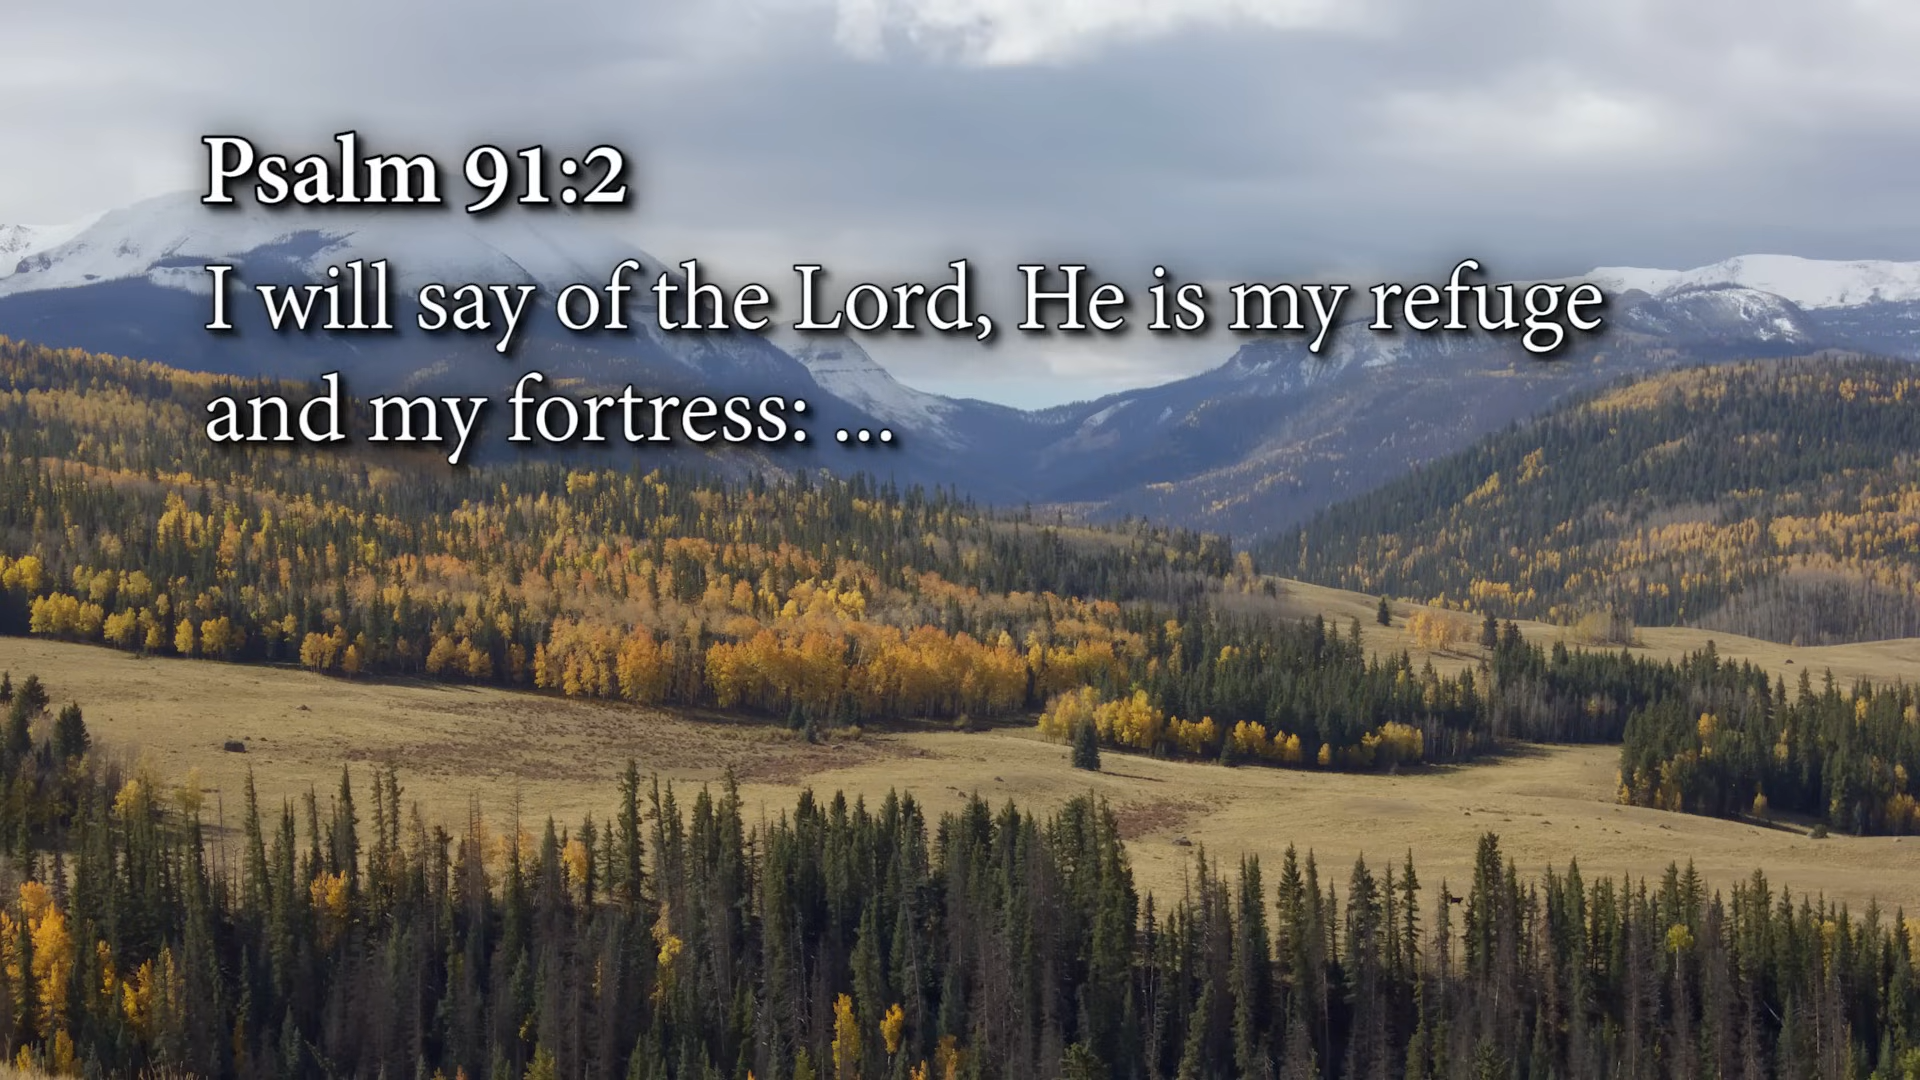 Psalm 91:2
I will say of the Lord, He is my refuge
and my fortress: ...